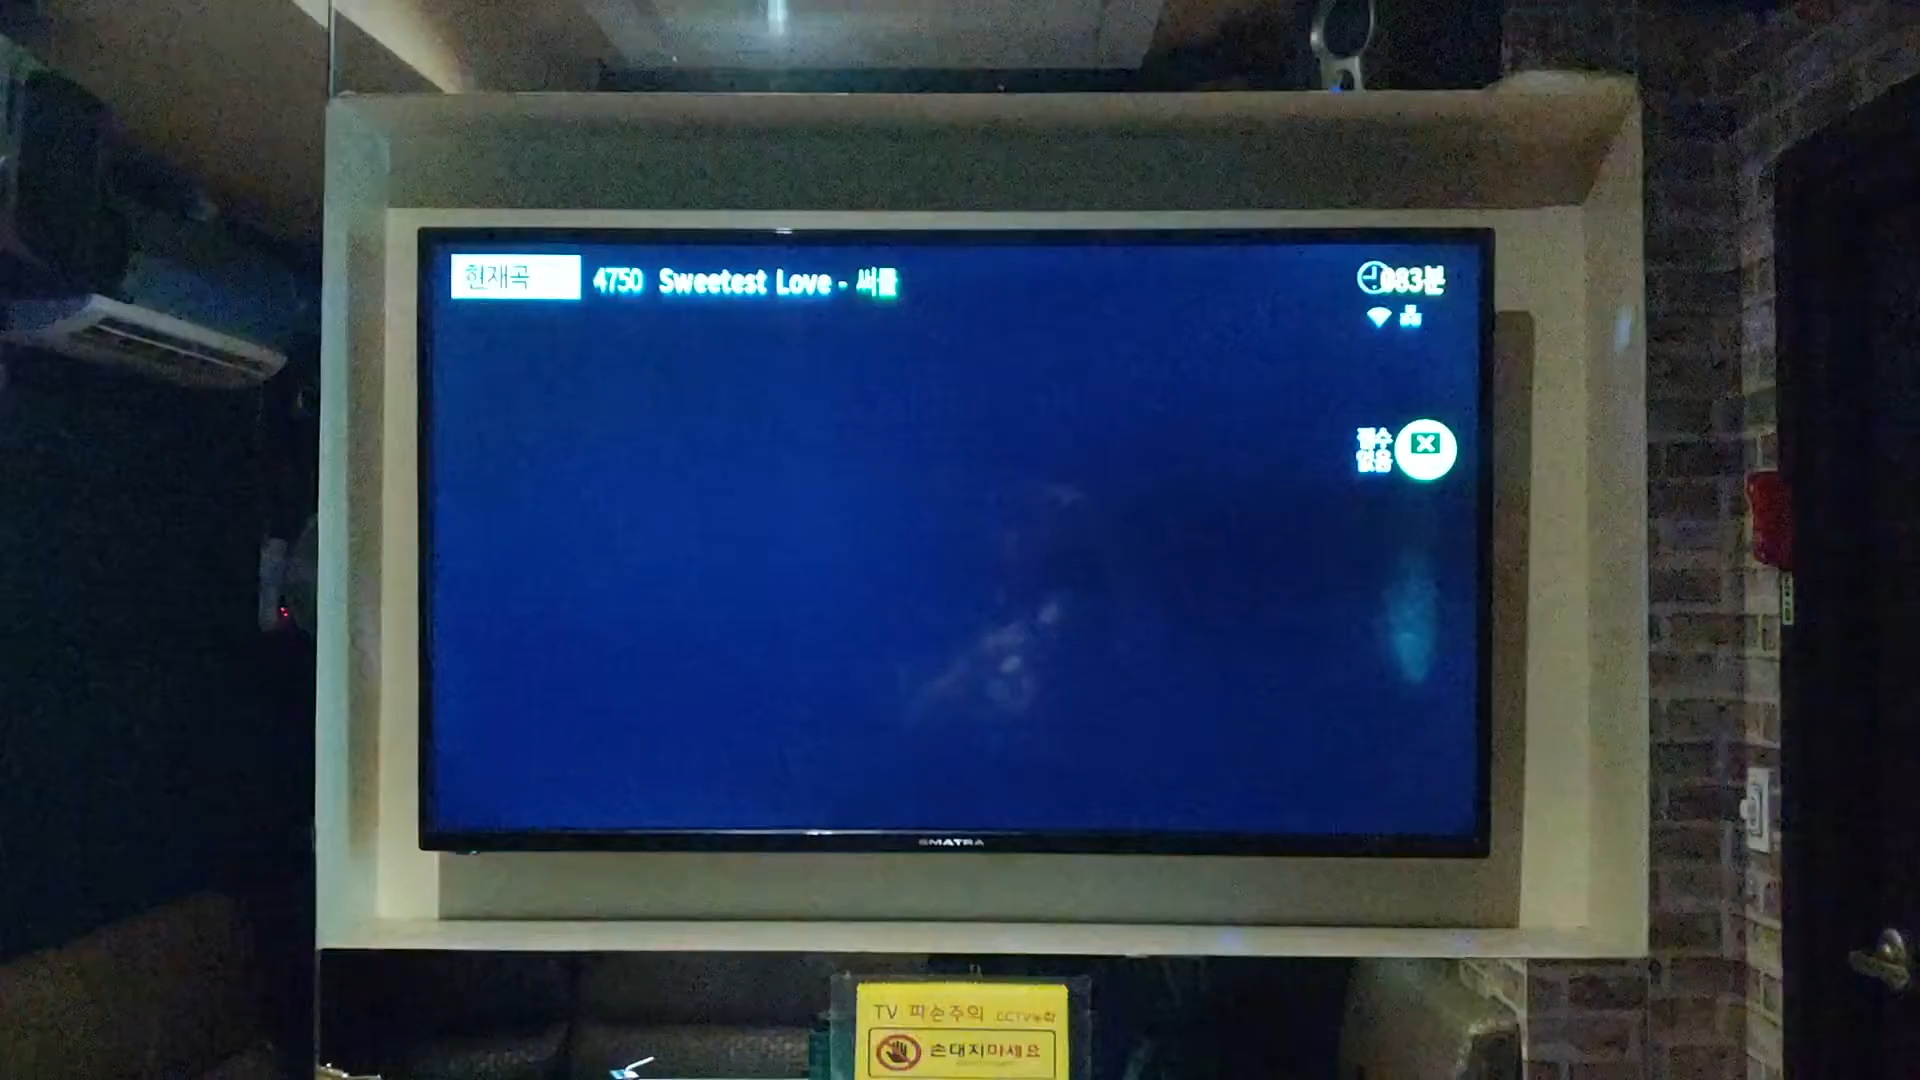 현재곡 4750 Sweetest Love - 써클
083분
점수
없음
SMATRA
TV 파손주의 CCTV녹화
손대지마세요